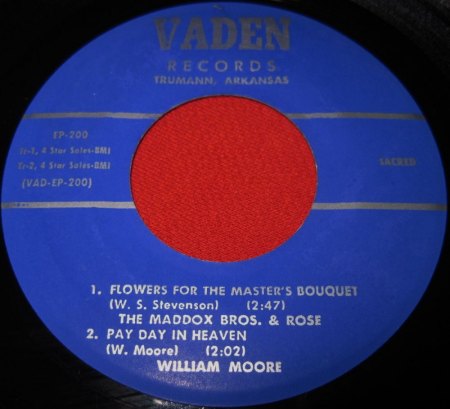 VADEN
RECORDS
TRUMANN, ARKANSAS
EP-200
Tr-1, 4 Star Sales-BMI
Tr-2, 4 Star Sales-BMI
(VAD-EP-200)
SACRED
1. FLOWERS FOR THE MASTER'S BOUQUET
(W. S. Stevenson) (2:47)
THE MADDOX BROS. & ROSE
2. PAY DAY IN HEAVEN
(W. Moore) (2:02)
WILLIAM MOORE